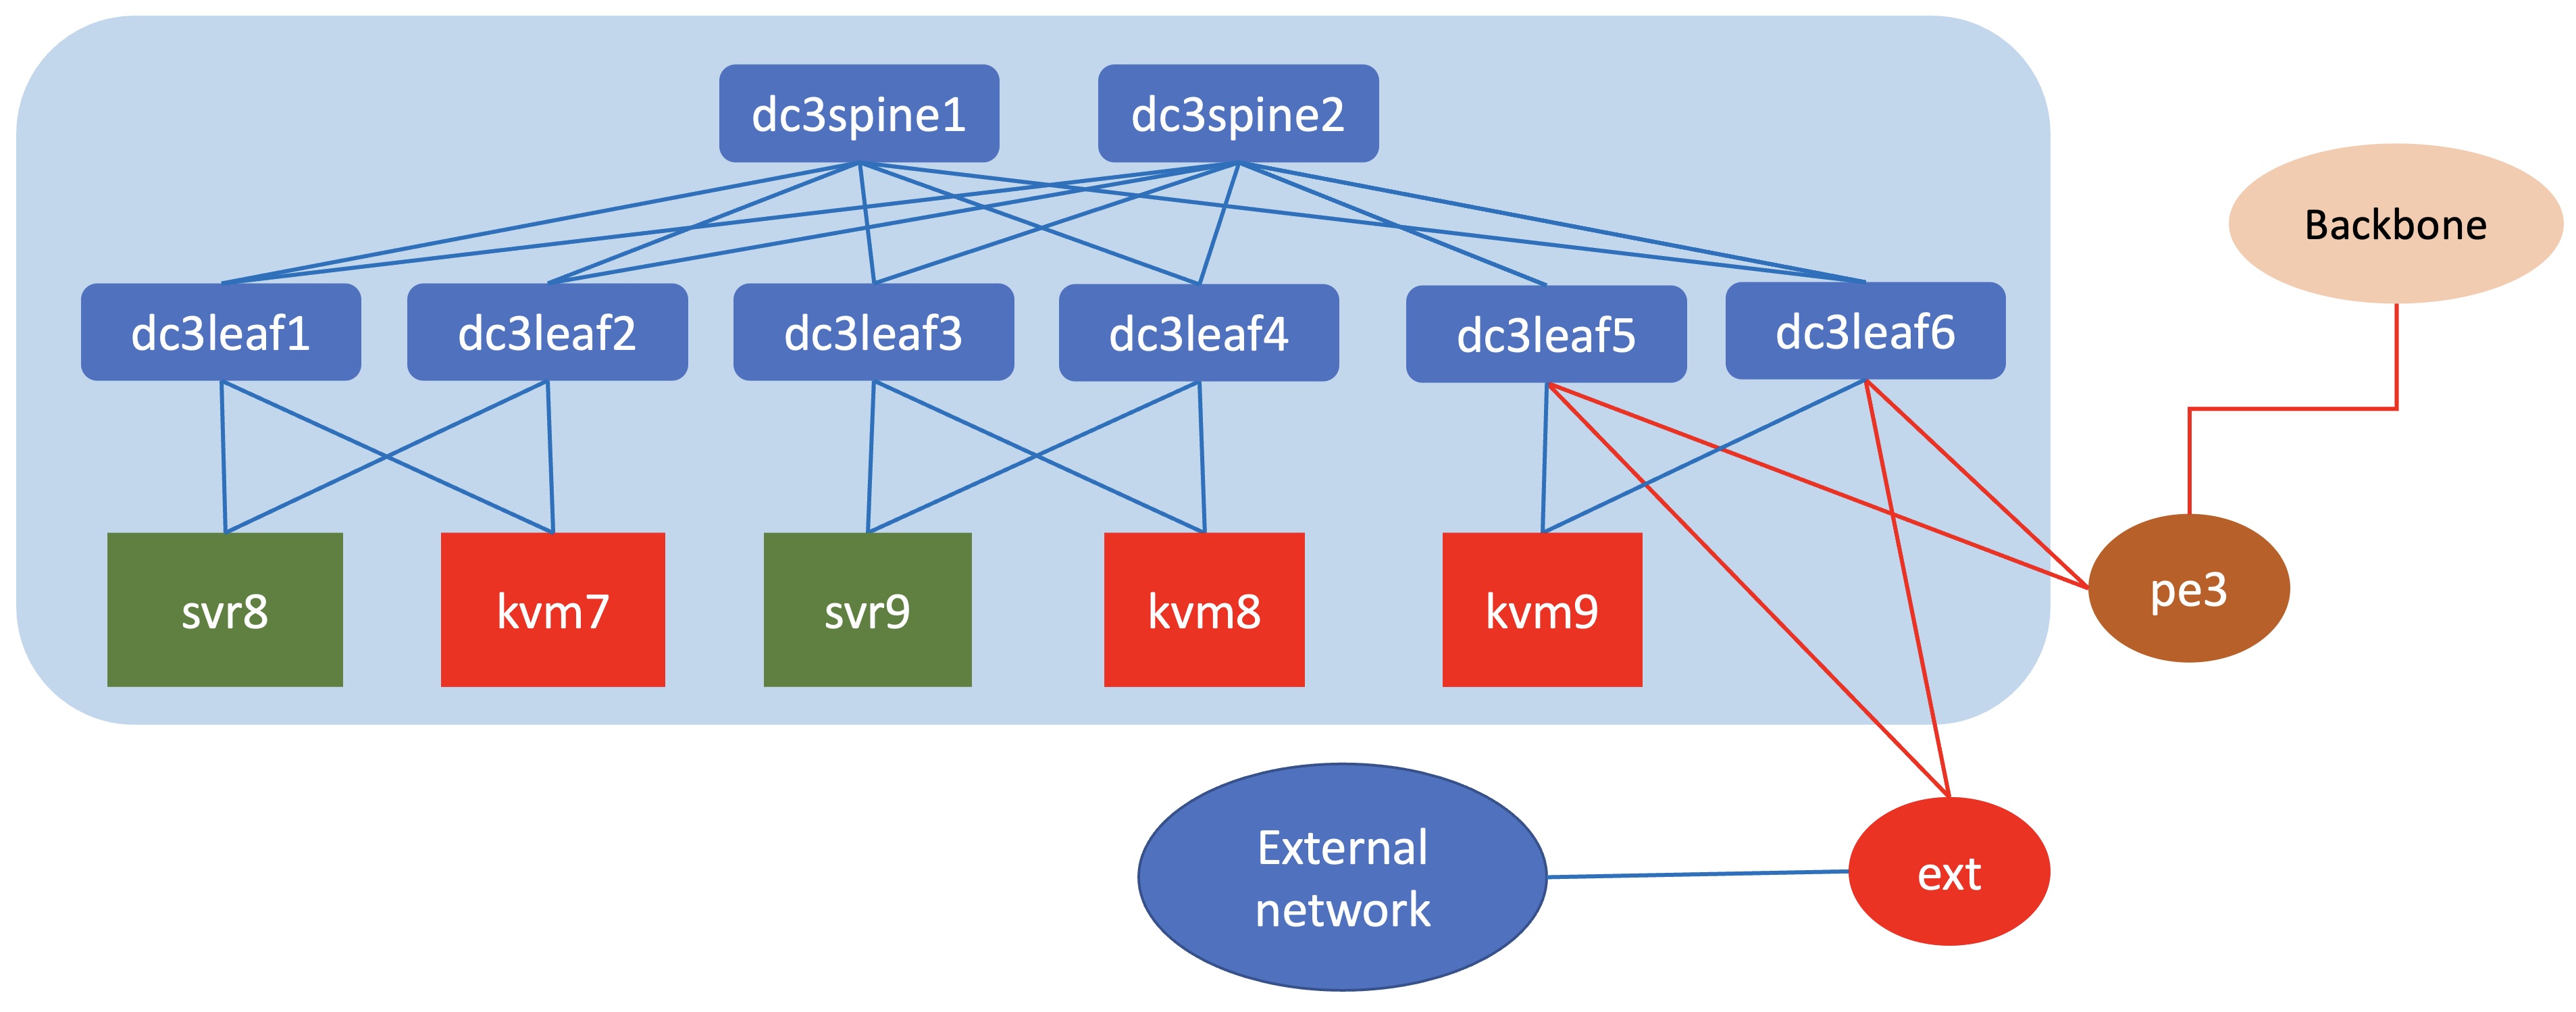 dc3spine1
dc3spine2
Backbone
dc3leaf1
dc3leaf2
dc3leaf3
dc3leaf4
dc3leaf5
dc3leaf6
svr8
kvm7
svr9
kvm8
kvm9
pe3
External
network
ext